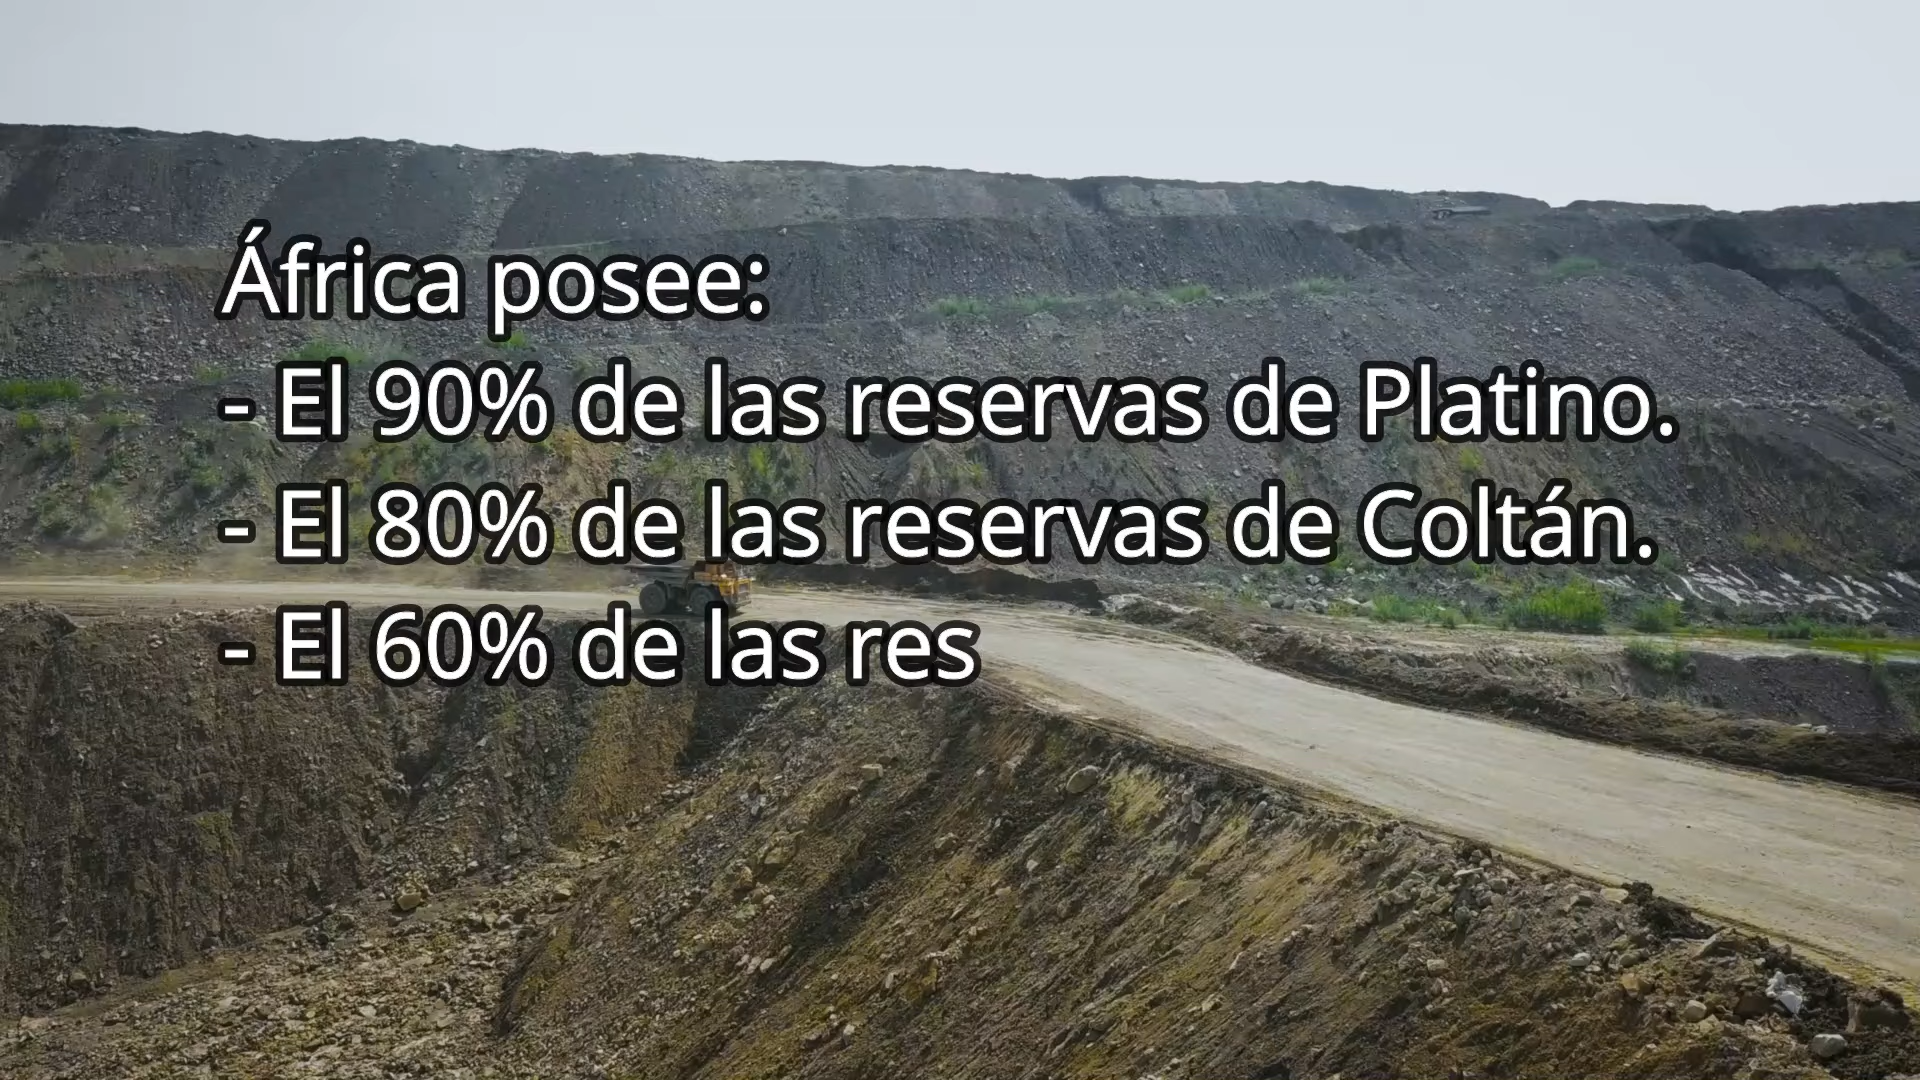 África posee:
- El 90% de las reservas de Platino.
- El 80% de las reservas de Coltán.
- El 60% de las res